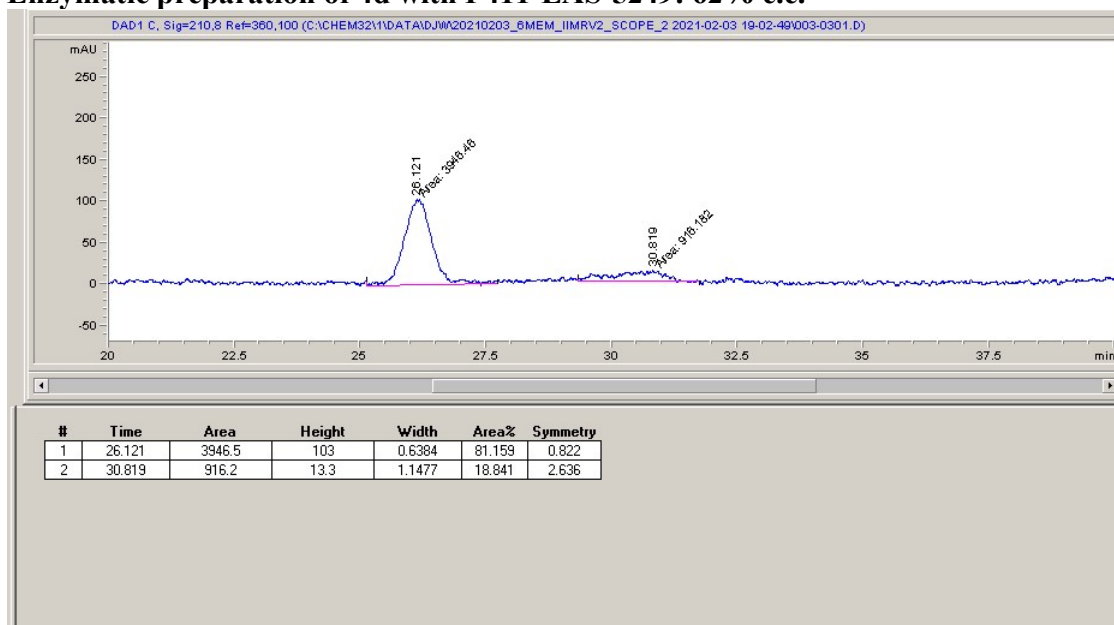 Enzymatic preparation of 4d with P411-LAS-5249: 62% e.e.
DAD1 C, Sig=210,8 Ref=360,100 (C:\CHEM32\1\DATA\DJW\20210203_6MEM_IIMRV2_SCOPE_2 2021-02-03 19-02-49\003-0301.D)
mAU
250
200
150
100
50
0
-50
26.121
Area: 3946.46
30.819
Area: 916.182
20 22.5 25 27.5 30 32.5 35 37.5 min
# Time Area Height Width Area% Symmetry
1 26.121 3946.5 103 0.6384 81.159 0.822
2 30.819 916.2 13.3 1.1477 18.841 2.636